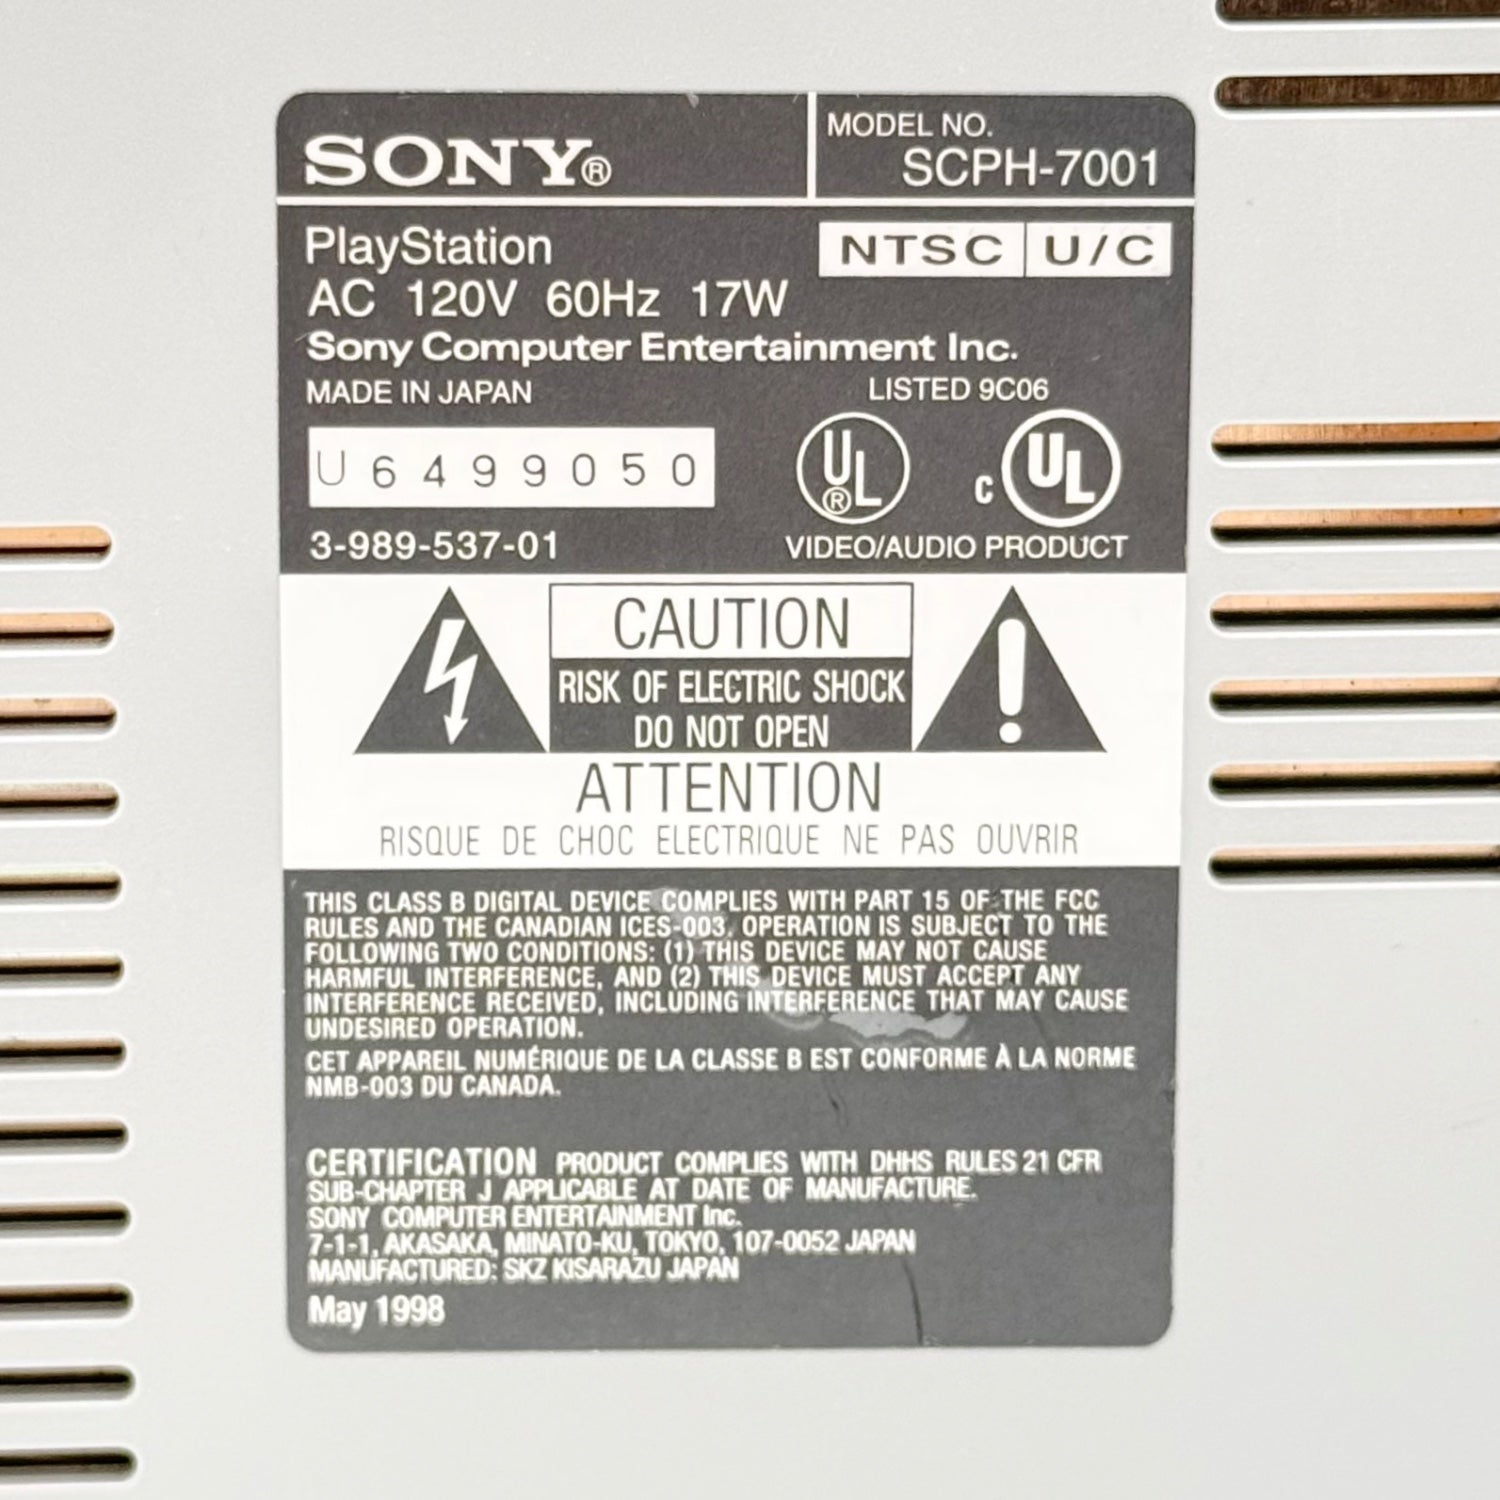 SONY®
MODEL NO.
SCPH-7001
PlayStation
NTSC U/C
AC 120V 60Hz 17W
Sony Computer Entertainment Inc.
MADE IN JAPAN
LISTED 9C06
U6499050
UL® c UL
3-989-537-01
VIDEO/AUDIO PRODUCT
CAUTION
RISK OF ELECTRIC SHOCK
DO NOT OPEN
ATTENTION
RISQUE DE CHOC ELECTRIQUE NE PAS OUVRIR
THIS CLASS B DIGITAL DEVICE COMPLIES WITH PART 15 OF THE FCC
RULES AND THE CANADIAN ICES-003. OPERATION IS SUBJECT TO THE
FOLLOWING TWO CONDITIONS: (1) THIS DEVICE MAY NOT CAUSE
HARMFUL INTERFERENCE, AND (2) THIS DEVICE MUST ACCEPT ANY
INTERFERENCE RECEIVED, INCLUDING INTERFERENCE THAT MAY CAUSE
UNDESIRED OPERATION.
CET APPAREIL NUMÉRIQUE DE LA CLASSE B EST CONFORME À LA NORME
NMB-003 DU CANADA.
CERTIFICATION PRODUCT COMPLIES WITH DHHS RULES 21 CFR
SUB-CHAPTER J APPLICABLE AT DATE OF MANUFACTURE.
SONY COMPUTER ENTERTAINMENT Inc.
7-1-1, AKASAKA, MINATO-KU, TOKYO, 107-0052 JAPAN
MANUFACTURED: SKZ KISARAZU JAPAN
May 1998